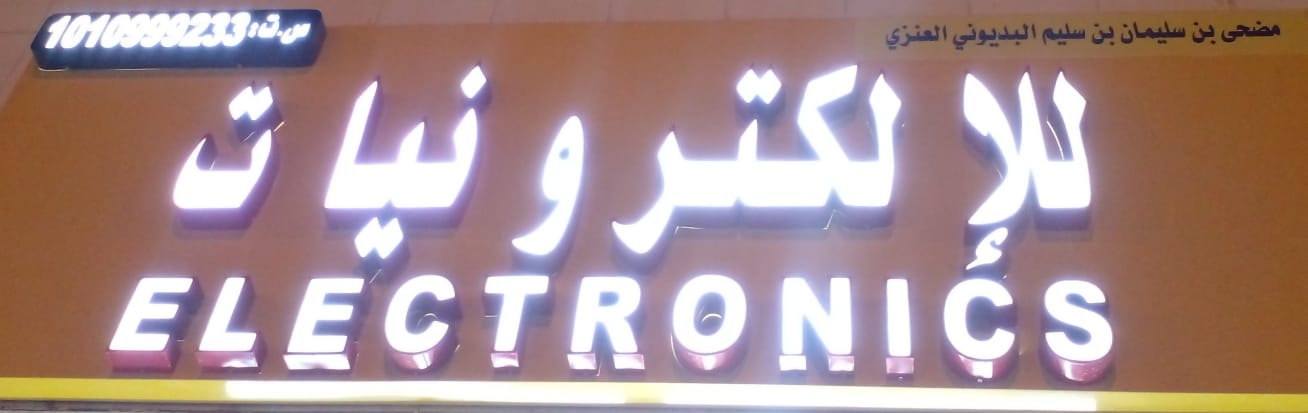 مضحى بن سليمان بن سليم البديوني العنزي
س.ت: 1010999233
للإلكترونيات
ELECTRONICS